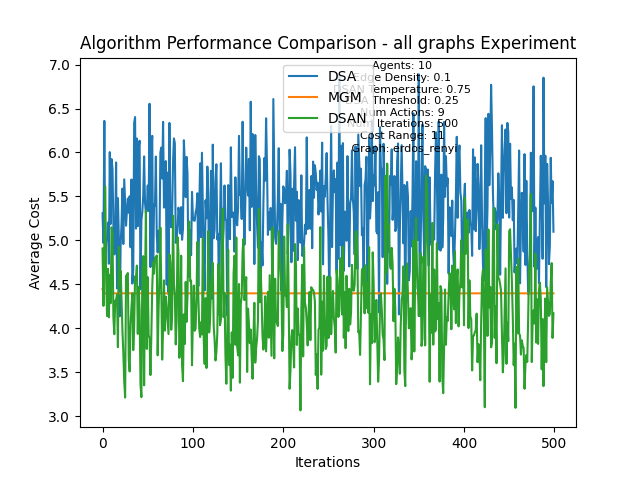 Algorithm Performance Comparison - all graphs Experiment
Agents: 10
Edge Density: 0.1
DSAN Temperature: 0.75
Threshold: 0.25
Num Actions: 9
Iterations: 500
Cost Range: 11
Graph: erdos_renyi
DSA
MGM
DSAN
7.0
6.5
6.0
5.5
5.0
4.5
4.0
3.5
3.0
Average Cost
0
100
200
300
400
500
Iterations